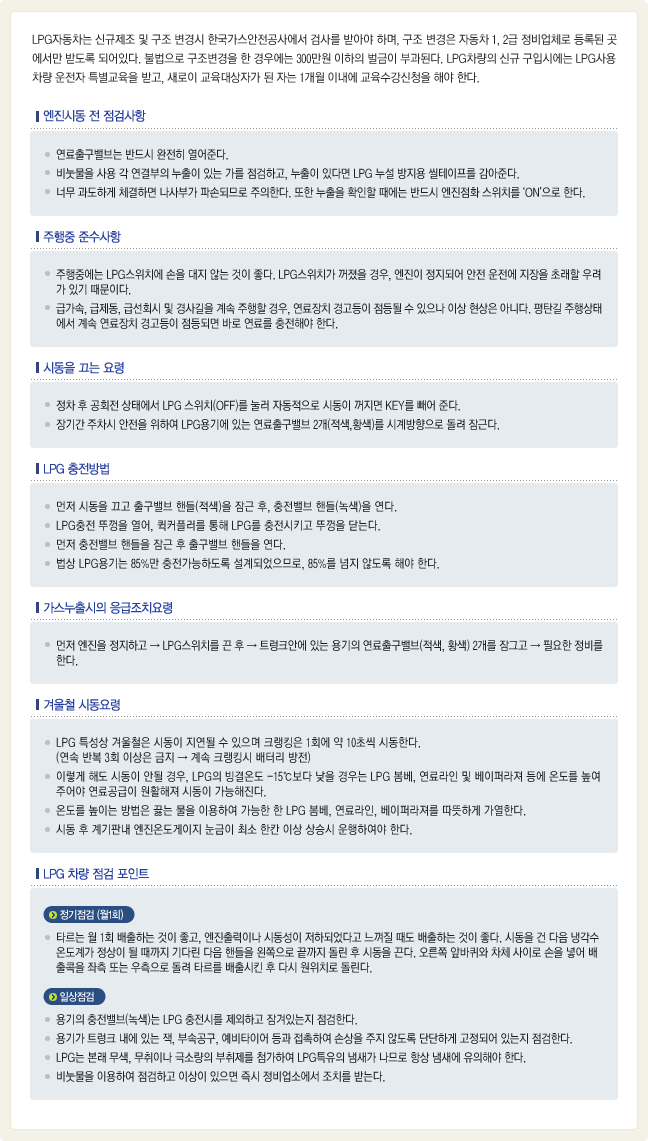 LPG자동차는 신규제조 및 구조 변경시 한국가스안전공사에서 검사를 받아야 하며, 구조 변경은 자동차 1, 2급 정비업체로 등록된 곳
에서만 받도록 되어있다. 불법으로 구조변경을 한 경우에는 300만원 이하의 벌금이 부과된다. LPG차량의 신규 구입시에는 LPG사용
차량 운전자 특별교육을 받고, 새로이 교육대상자가 된 자는 1개월 이내에 교육수강신청을 해야 한다.
엔진시동 전 점검사항
연료출구밸브는 반드시 완전히 열어준다.
비눗물을 사용 각 연결부의 누출이 있는 가를 점검하고, 누출이 있다면 LPG 누설 방지용 씰테이프를 감아준다.
너무 과도하게 체결하면 나사부가 파손되므로 주의한다. 또한 누출을 확인할 때에는 반드시 엔진점화 스위치를 ‘ON’으로 한다.
주행중 준수사항
주행중에는 LPG스위치에 손을 대지 않는 것이 좋다. LPG스위치가 꺼졌을 경우, 엔진이 정지되어 안전 운전에 지장을 초래할 우려
가 있기 때문이다.
급가속, 급제동, 급선회시 및 경사길을 계속 주행할 경우, 연료장치 경고등이 점등될 수 있으나 이상 현상은 아니다. 평탄길 주행상태
에서 계속 연료장치 경고등이 점등되면 바로 연료를 충전해야 한다.
시동을 끄는 요령
정차 후 공회전 상태에서 LPG 스위치(OFF)를 눌러 자동적으로 시동이 꺼지면 KEY를 빼어 준다.
장기간 주차시 안전을 위하여 LPG용기에 있는 연료출구밸브 2개(적색,황색)를 시계방향으로 돌려 잠근다.
LPG 충전방법
먼저 시동을 끄고 출구밸브 핸들(적색)을 잠근 후, 충전밸브 핸들(녹색)을 연다.
LPG충전 뚜껑을 열어, 퀵커플러를 통해 LPG를 충전시키고 뚜껑을 닫는다.
먼저 충전밸브 핸들을 잠근 후 출구밸브 핸들을 연다.
법상 LPG용기는 85%만 충전가능하도록 설계되었으므로, 85%를 넘지 않도록 해야 한다.
가스누출시의 응급조치요령
먼저 엔진을 정지하고 → LPG스위치를 끈 후 → 트렁크안에 있는 용기의 연료출구밸브(적색, 황색) 2개를 잠그고 → 필요한 정비를
한다.
겨울철 시동요령
LPG 특성상 겨울철은 시동이 지연될 수 있으며 크랭킹은 1회에 약 10초씩 시동한다.
(연속 반복 3회 이상은 금지 → 계속 크랭킹시 배터리 방전)
이렇게 해도 시동이 안될 경우, LPG의 빙결온도 -15℃보다 낮을 경우는 LPG 봄베, 연료라인 및 베이퍼라져 등에 온도를 높여
주어야 연료공급이 원활해져 시동이 가능해진다.
온도를 높이는 방법은 끓는 물을 이용하여 가능한 한 LPG 봄베, 연료라인, 베이퍼라져를 따뜻하게 가열한다.
시동 후 계기판내 엔진온도게이지 눈금이 최소 한칸 이상 상승시 운행하여야 한다.
LPG 차량 점검 포인트
정기점검 (월1회)
타르는 월 1회 배출하는 것이 좋고, 엔진출력이나 시동성이 저하되었다고 느껴질 때도 배출하는 것이 좋다. 시동을 건 다음 냉각수
온도계가 정상이 될 때까지 기다린 다음 핸들을 왼쪽으로 끝까지 돌린 후 시동을 끈다. 오른쪽 앞바퀴와 차체 사이로 손을 넣어 배
출콕을 좌측 또는 우측으로 돌려 타르를 배출시킨 후 다시 원위치로 돌린다.
일상점검
용기의 충전밸브(녹색)는 LPG 충전시를 제외하고 잠겨있는지 점검한다.
용기가 트렁크 내에 있는 잭, 부속공구, 예비타이어 등과 접촉하여 손상을 주지 않도록 단단하게 고정되어 있는지 점검한다.
LPG는 본래 무색, 무취이나 극소량의 부취제를 첨가하여 LPG특유의 냄새가 나므로 항상 냄새에 유의해야 한다.
비눗물을 이용하여 점검하고 이상이 있으면 즉시 정비업소에서 조치를 받는다.